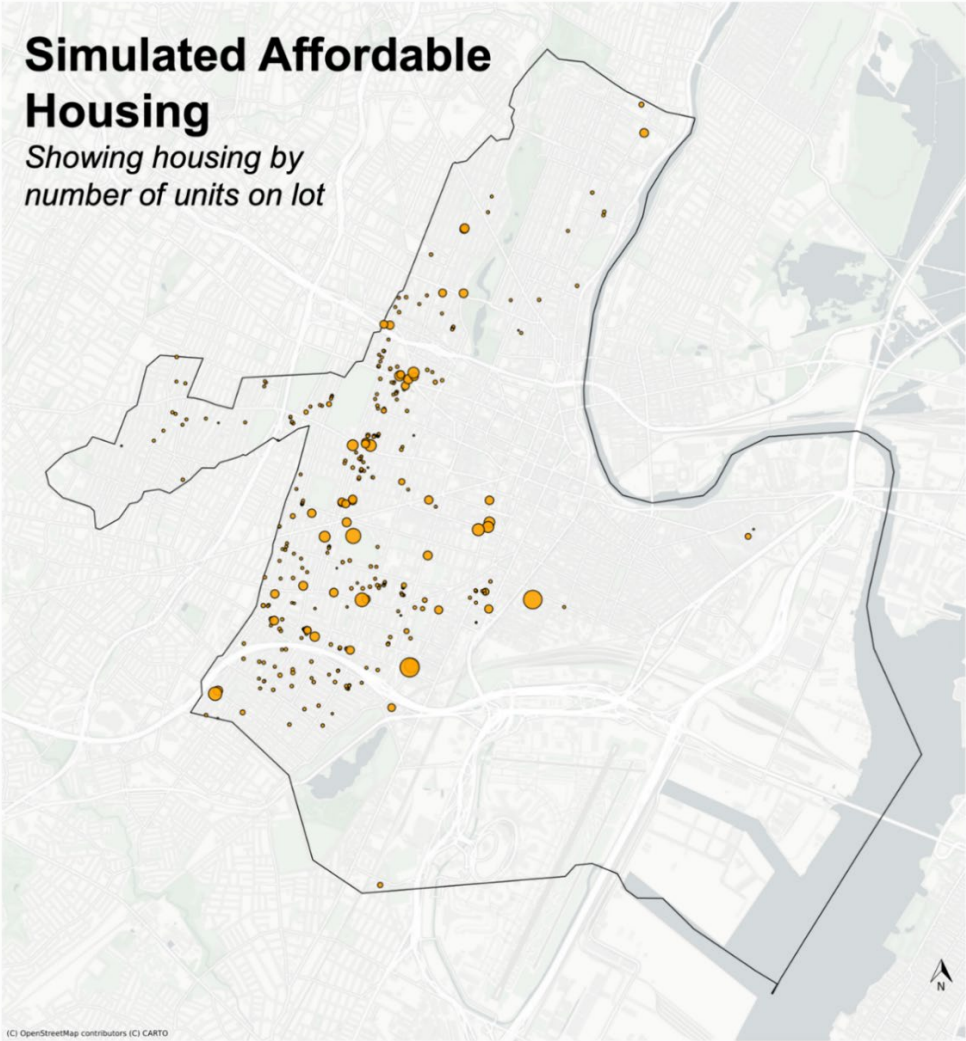 Simulated Affordable
Housing
Showing housing by
number of units on lot
N
(C) OpenStreetMap contributors (C) CARTO